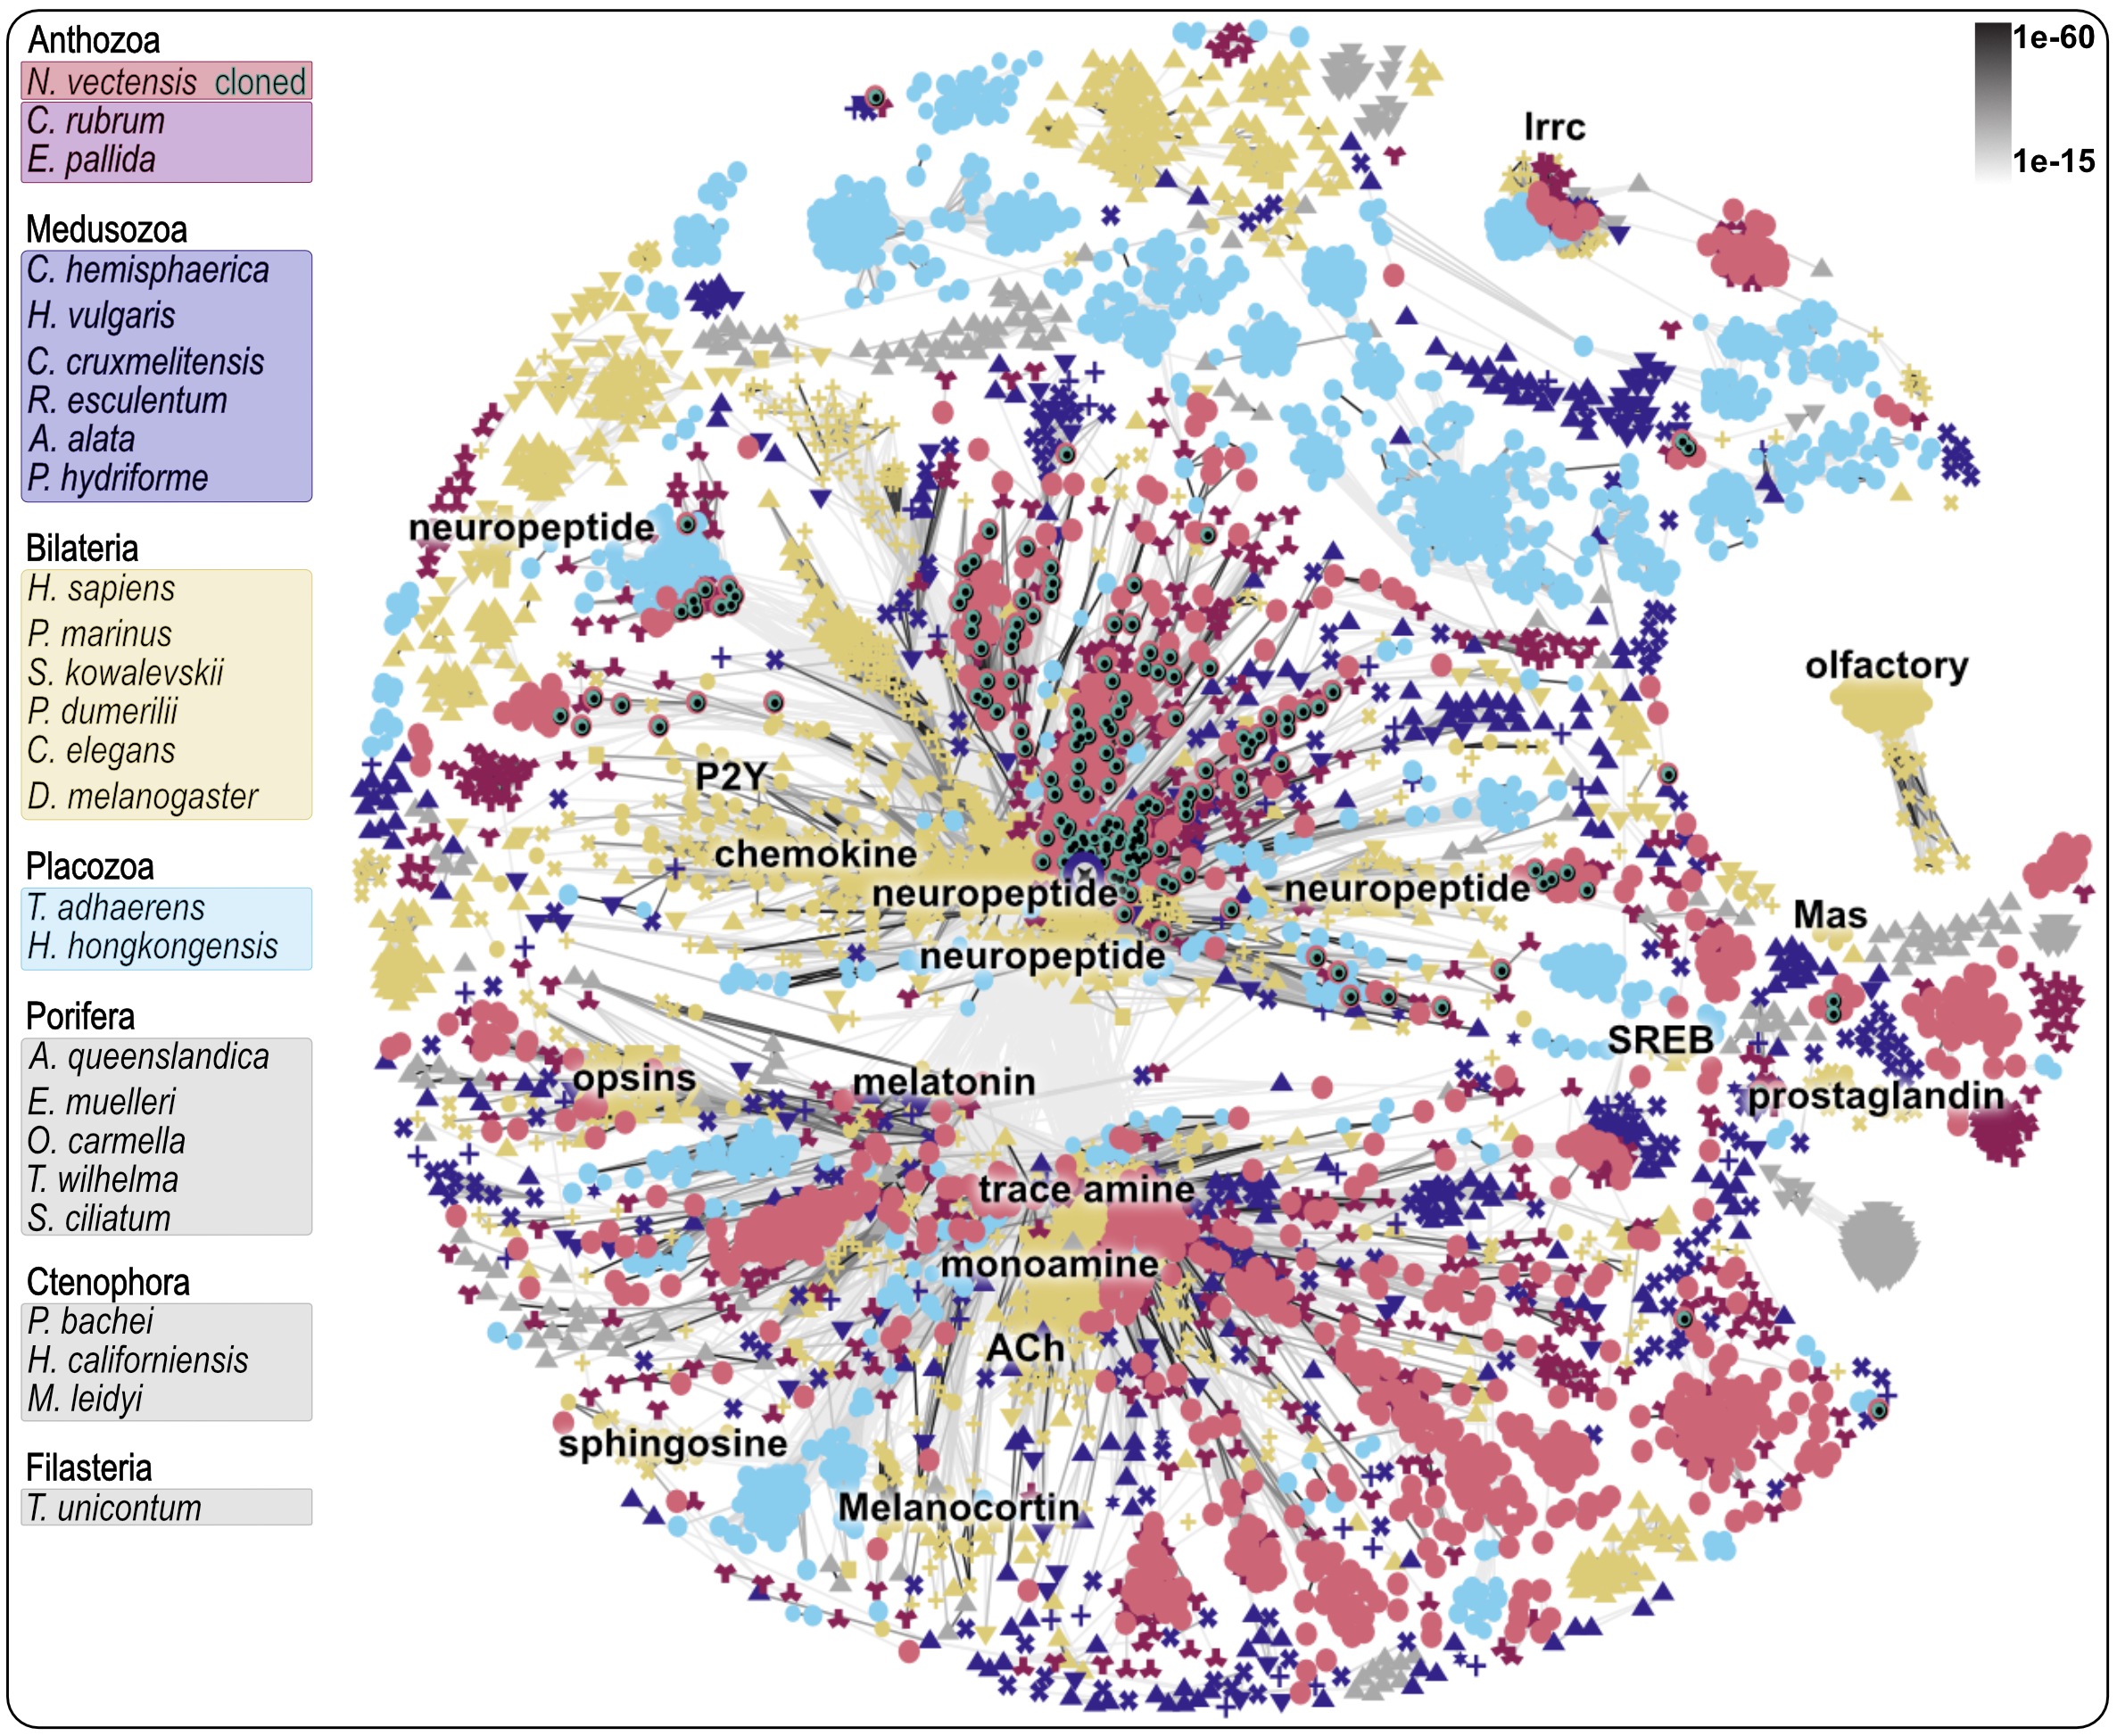 Anthozoa
N. vectensis cloned
C. rubrum
E. pallida
Medusozoa
C. hemisphaerica
H. vulgaris
C. cruxmelitensis
R. esculentum
A. alata
P. hydriforme
Bilateria
H. sapiens
P. marinus
S. kowalevskii
P. dumerilii
C. elegans
D. melanogaster
Placozoa
T. adhaerens
H. hongkongensis
Porifera
A. queenslandica
E. muelleri
O. carmella
T. wilhelma
S. ciliatum
Ctenophora
P. bachei
H. californiensis
M. leidyi
Filasteria
T. unicontum
1e-60
1e-15
lrrc
neuropeptide
olfactory
P2Y
chemokine
neuropeptide
neuropeptide
neuropeptide
Mas
SREB
prostaglandin
opsins
melatonin
trace amine
monoamine
ACh
sphingosine
Melanocortin